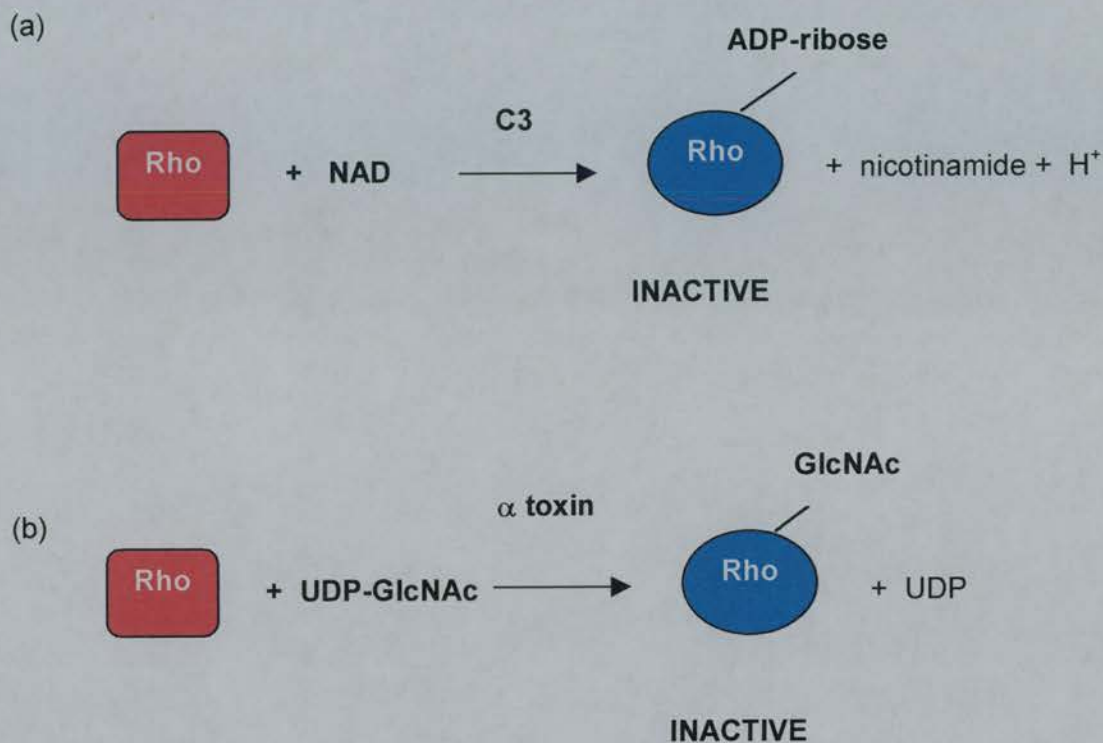 (a)
ADP-ribose
C3
Rho + NAD Rho + nicotinamide + H⁺
INACTIVE
GlcNAc
α toxin
(b)
Rho + UDP-GlcNAc Rho + UDP
INACTIVE